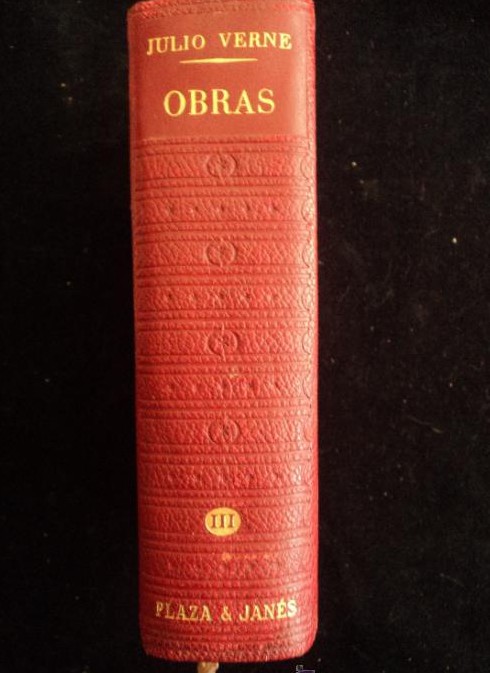 JULIO VERNE
OBRAS
III
PLAZA & JANÉS